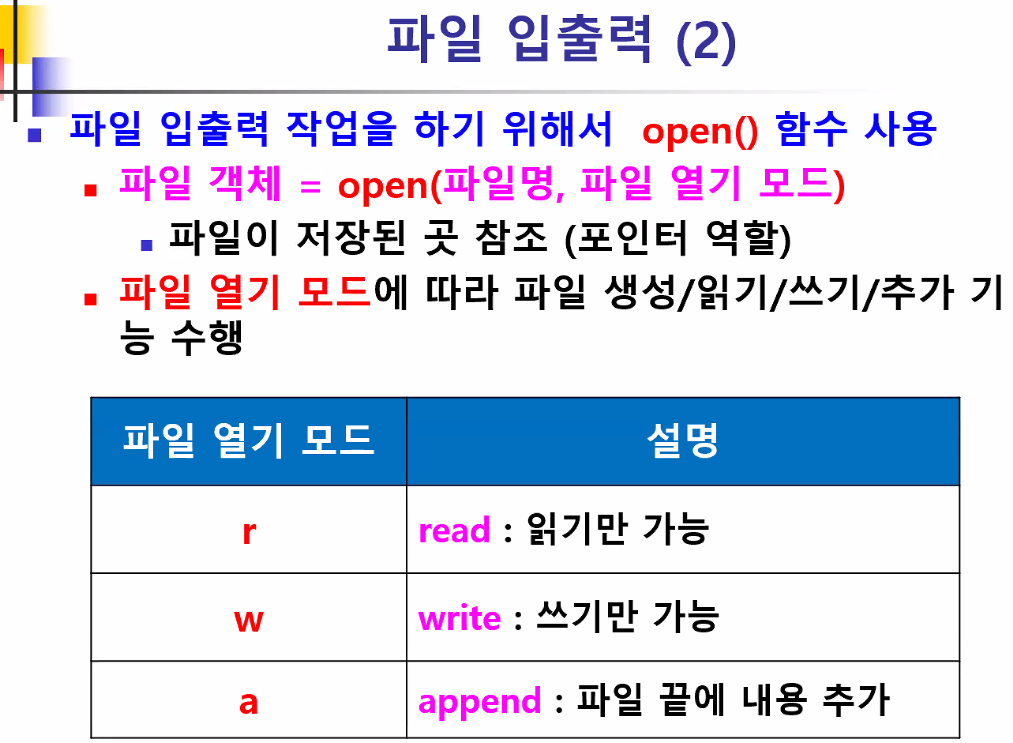 파일 입출력 (2)
파일 입출력 작업을 하기 위해서 open() 함수 사용
파일 객체 = open(파일명, 파일 열기 모드)
파일이 저장된 곳 참조 (포인터 역할)
파일 열기 모드에 따라 파일 생성/읽기/쓰기/추가 기
능 수행
파일 열기 모드 설명
r read : 읽기만 가능
w write : 쓰기만 가능
a append : 파일 끝에 내용 추가